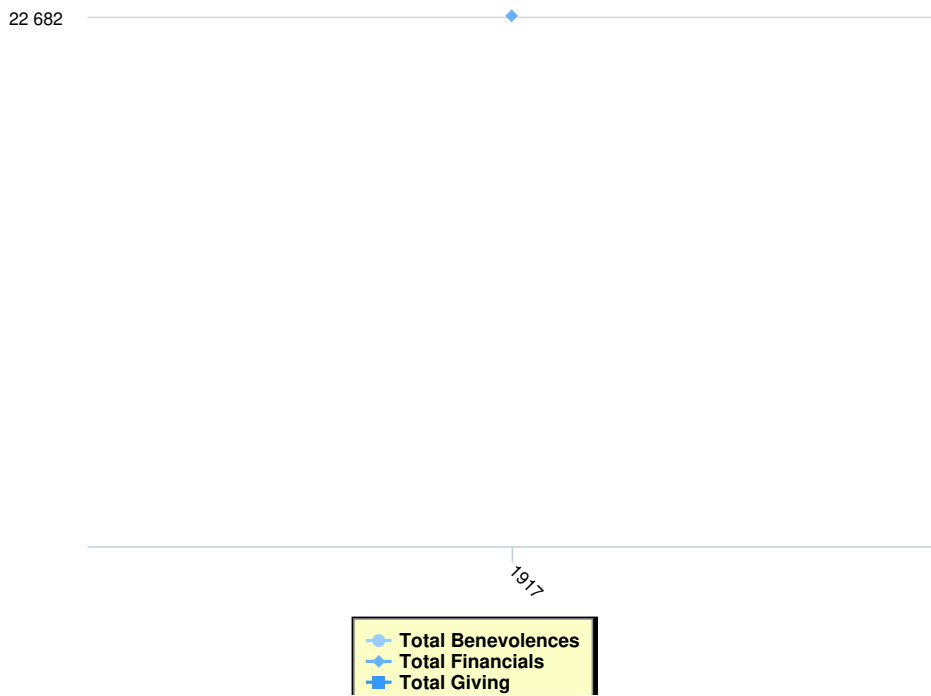 22 682
1917
Total Benevolences
Total Financials
Total Giving